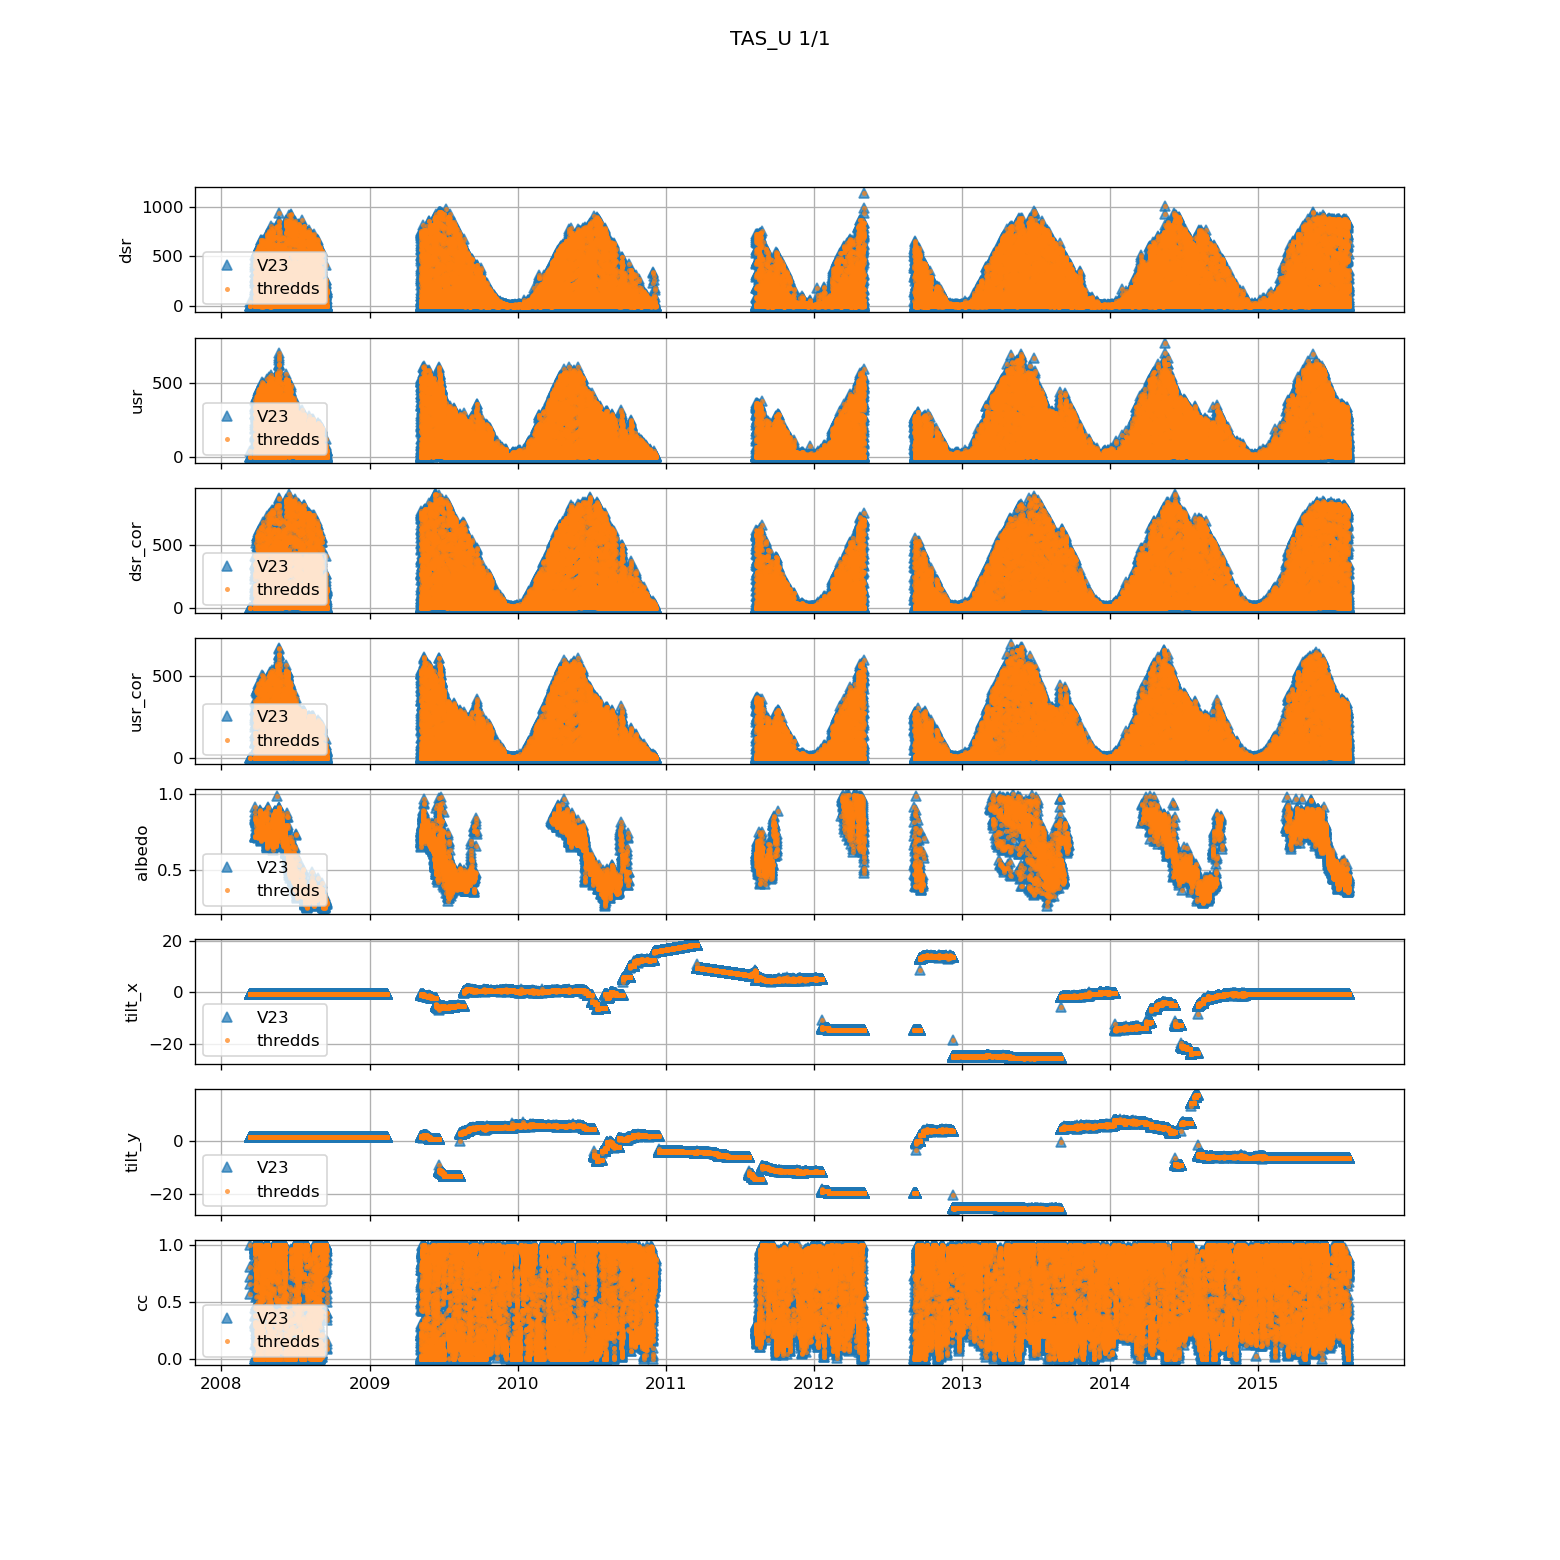 TAS_U 1/1
1000
500
0
dsr
V23
thredds
500
0
usr
V23
thredds
500
0
dsr_cor
V23
thredds
500
0
usr_cor
V23
thredds
1.0
0.5
albedo
V23
thredds
20
0
−20
tilt_x
V23
thredds
0
−20
tilt_y
V23
thredds
1.0
0.5
0.0
cc
V23
thredds
2008 2009 2010 2011 2012 2013 2014 2015